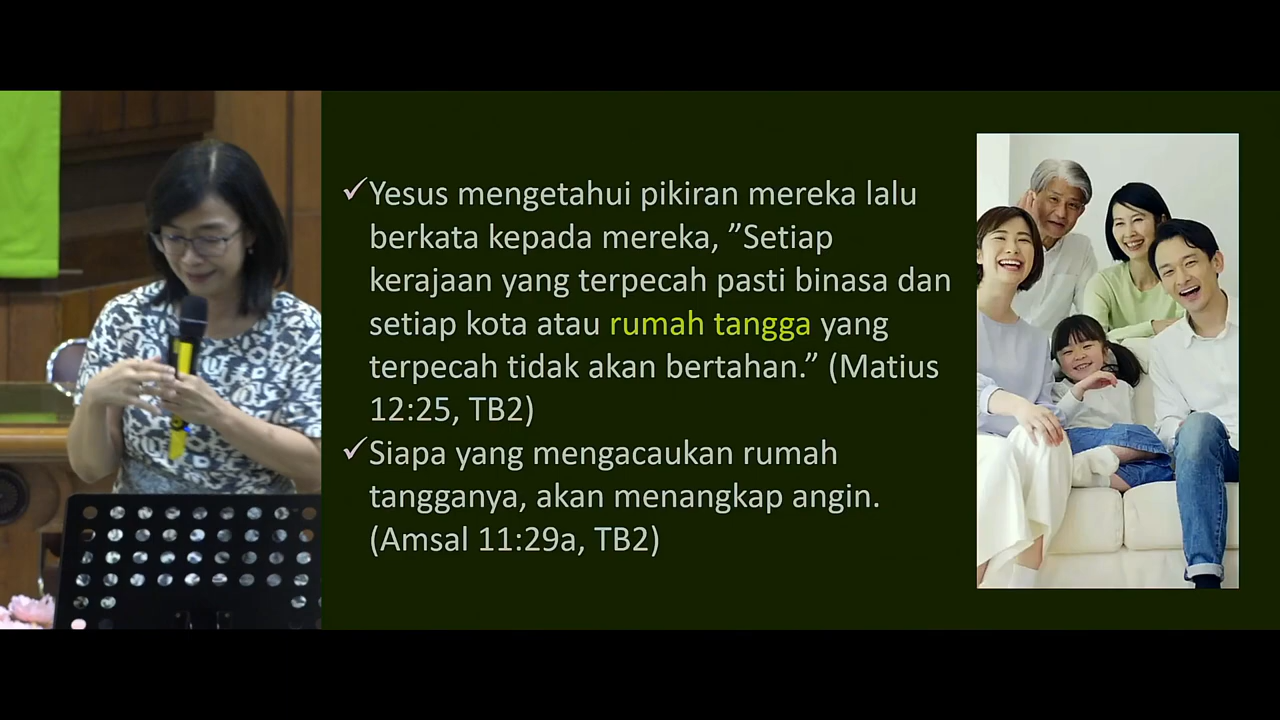 ✓Yesus mengetahui pikiran mereka lalu
berkata kepada mereka, ”Setiap
kerajaan yang terpecah pasti binasa dan
setiap kota atau rumah tangga yang
terpecah tidak akan bertahan.” (Matius
12:25, TB2)
✓Siapa yang mengacaukan rumah
tangganya, akan menangkap angin.
(Amsal 11:29a, TB2)